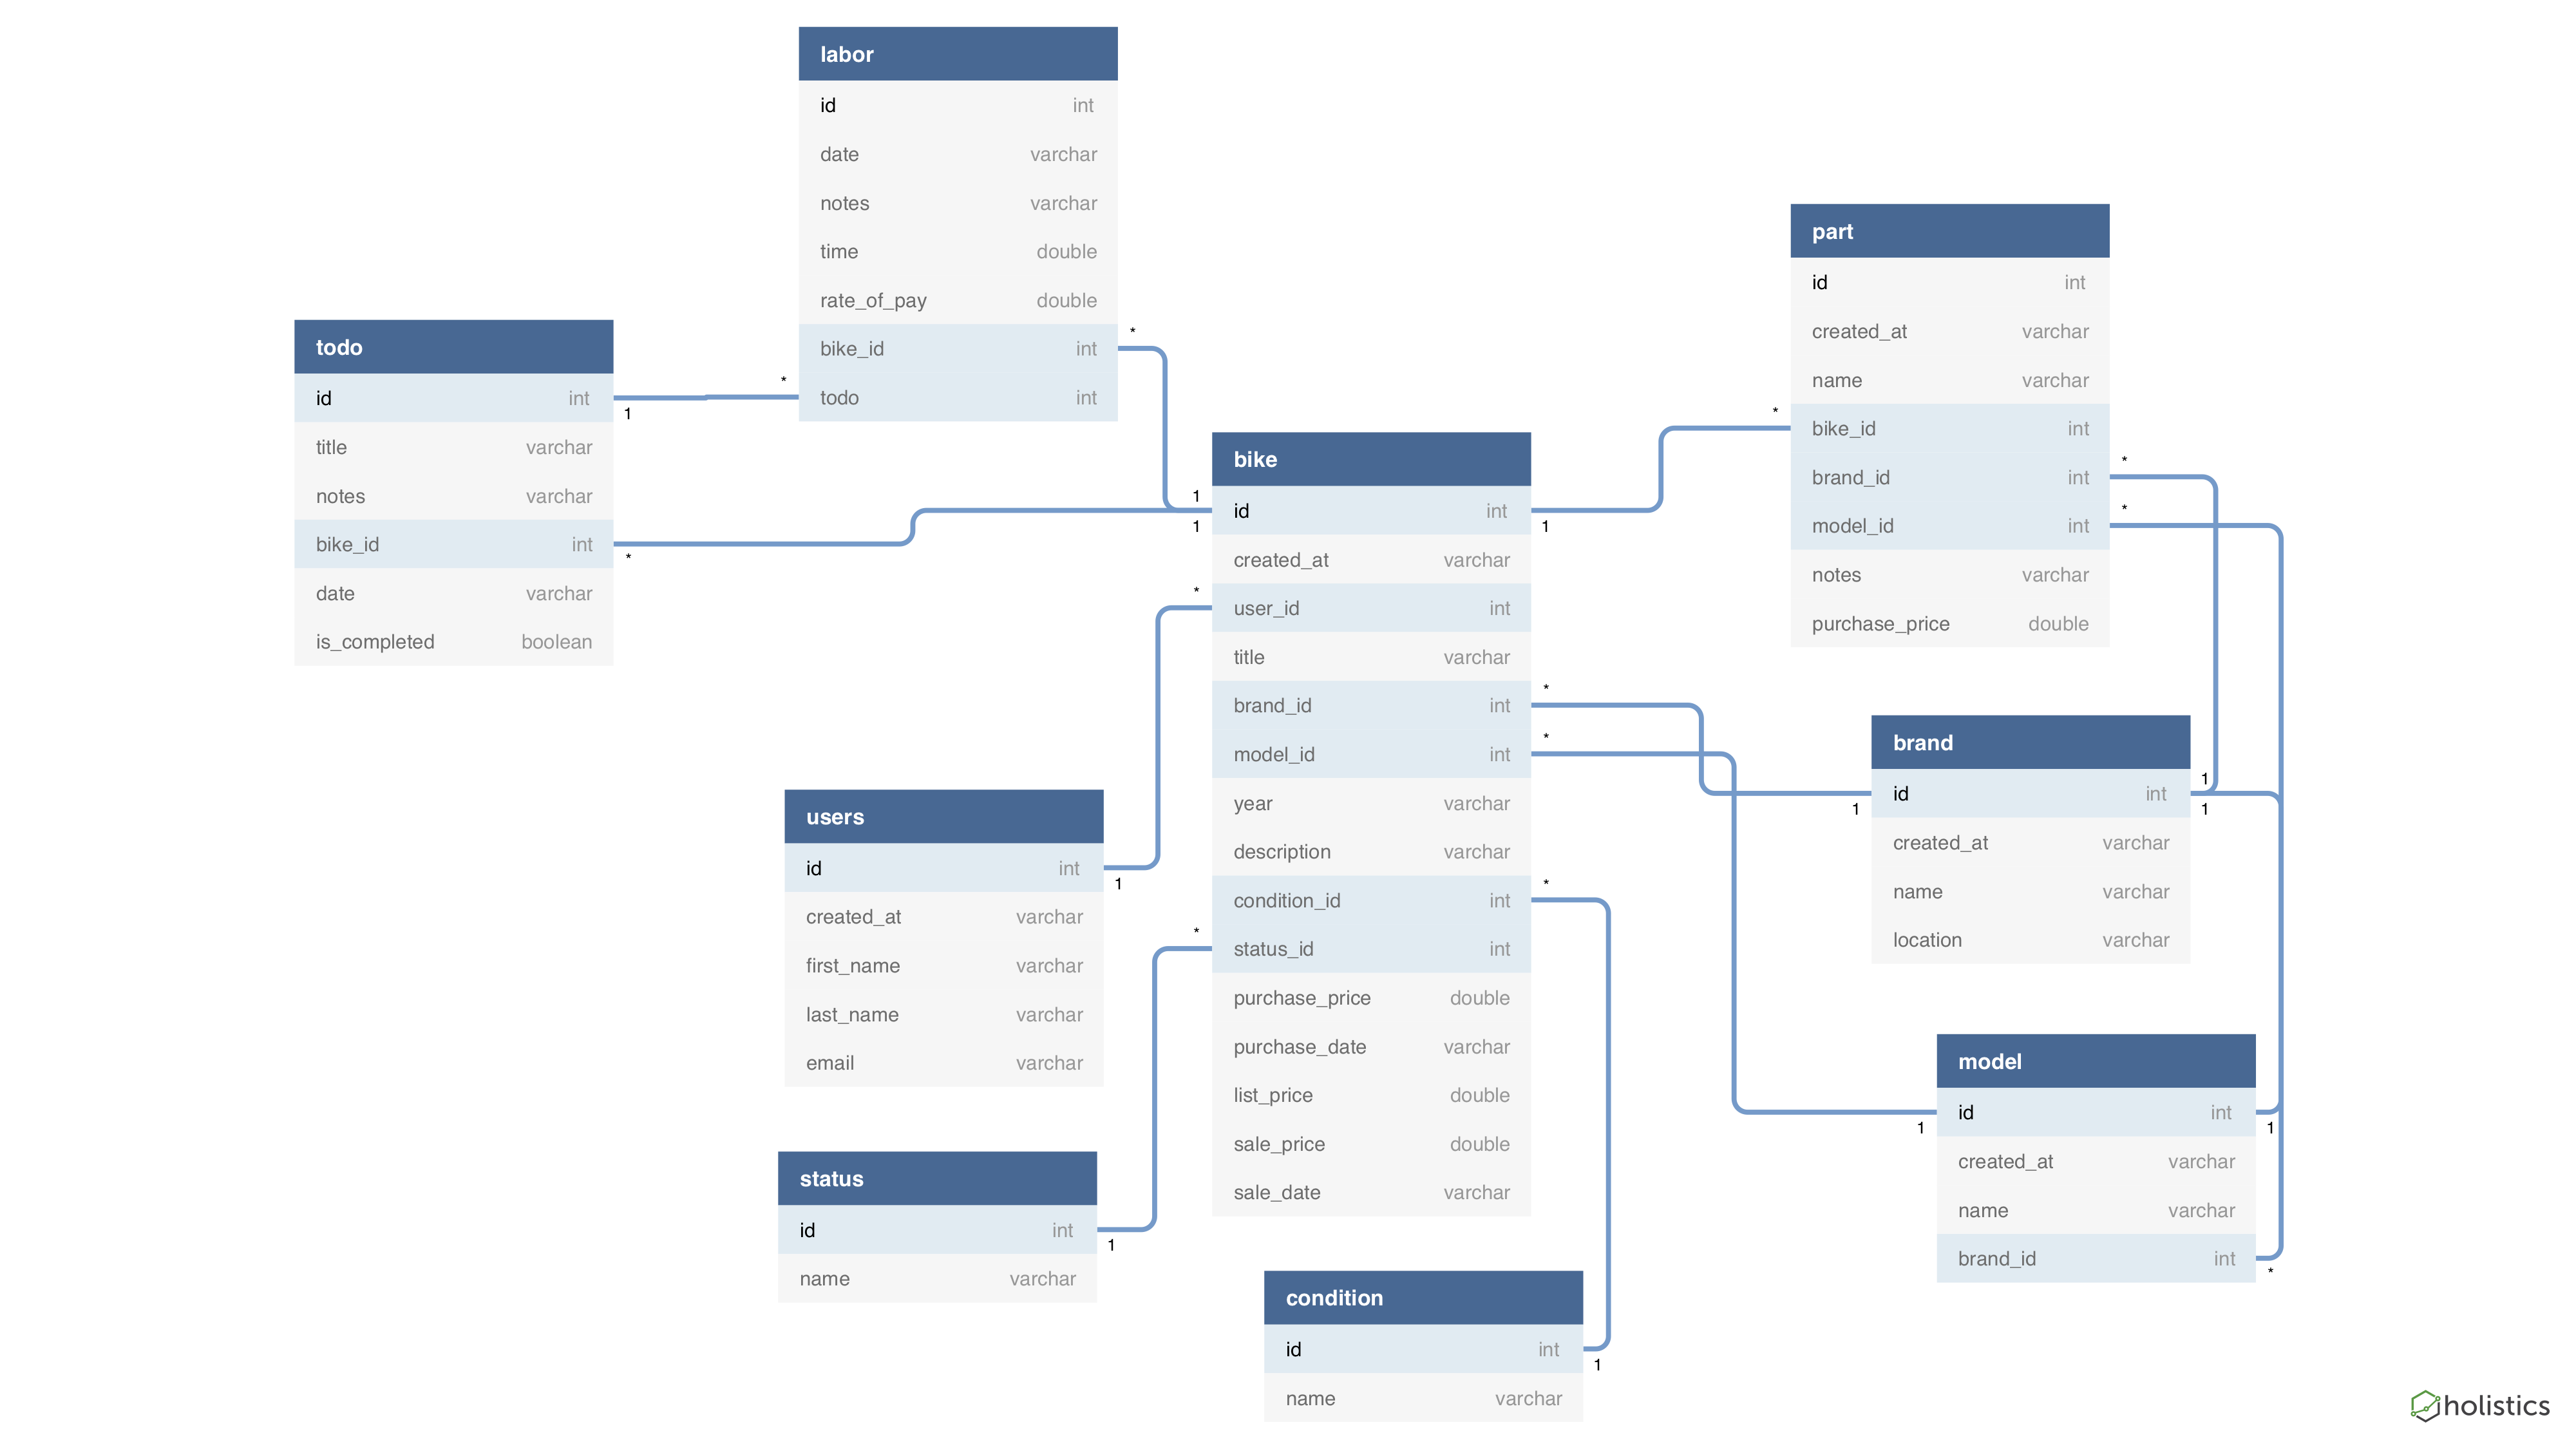 labor
id int
date varchar
notes varchar
time double
rate_of_pay double
bike_id int *
todo int *
todo
id int 1
title varchar
notes varchar
bike_id int *
date varchar
is_completed boolean
bike
1 id int 1
1
created_at varchar
* user_id int
title varchar
brand_id int *
model_id int *
year varchar
description varchar
condition_id int *
* status_id int
purchase_price double
purchase_date varchar
list_price double
sale_price double
sale_date varchar
part
id int
created_at varchar
name varchar
* bike_id int
brand_id int *
model_id int *
notes varchar
purchase_price double
users
id int 1
created_at varchar
first_name varchar
last_name varchar
email varchar
brand
1 id int 1
1
created_at varchar
name varchar
location varchar
status
id int 1
name varchar
model
1 id int 1
created_at varchar
name varchar
brand_id int *
condition
id int 1
name varchar
holistics